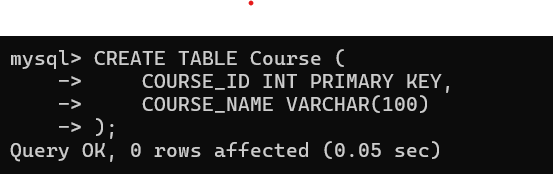 mysql> CREATE TABLE Course (
    ->     COURSE_ID INT PRIMARY KEY,
    ->     COURSE_NAME VARCHAR(100)
    -> );
Query OK, 0 rows affected (0.05 sec)